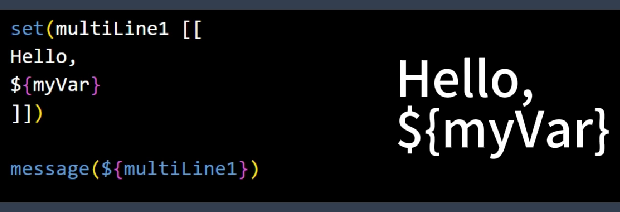 set(multiLine1 [[
Hello,
${myVar}
]])
message(${multiLine1})
Hello,
${myVar}